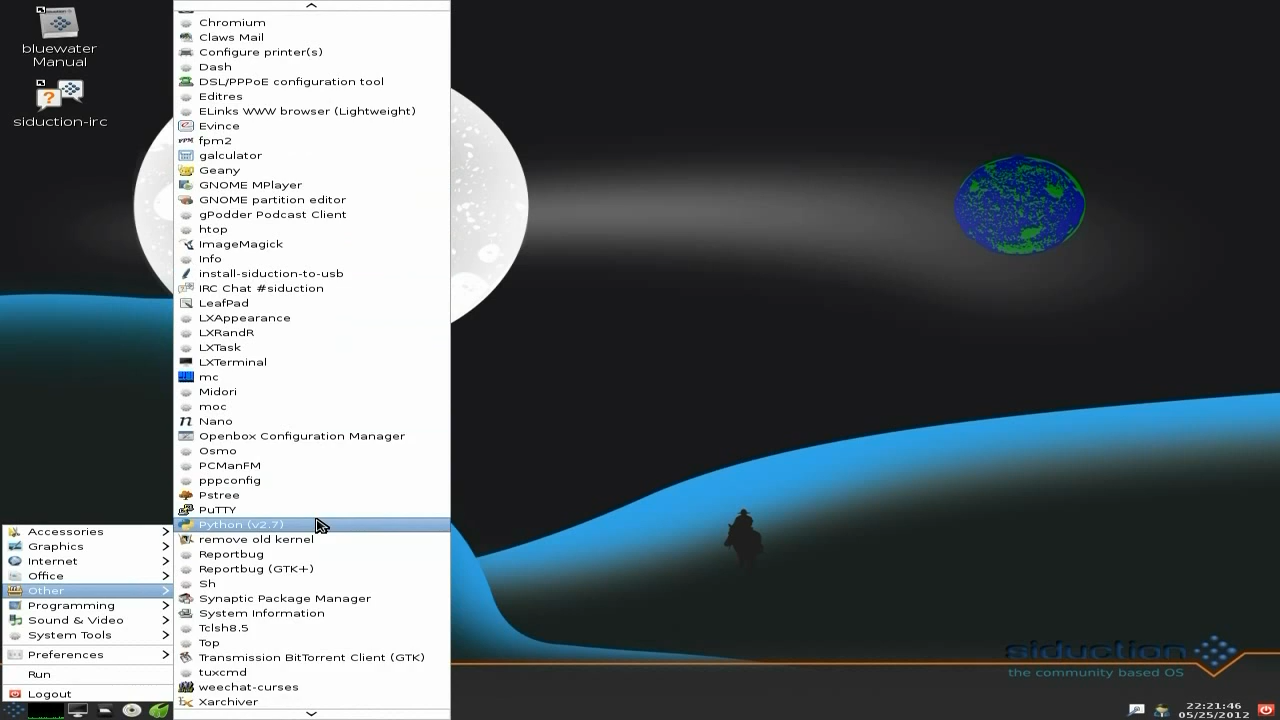 bluewater
Manual
siduction-irc
Chromium
Claws Mail
Configure printer(s)
Dash
DSL/PPPoE configuration tool
Editres
ELinks WWW browser (Lightweight)
Evince
fpm2
galculator
Geany
GNOME MPlayer
GNOME partition editor
gPodder Podcast Client
htop
ImageMagick
Info
install-siduction-to-usb
IRC Chat #siduction
LeafPad
LXAppearance
LXRandR
LXTask
LXTerminal
mc
Midori
moc
Nano
Openbox Configuration Manager
Osmo
PCManFM
pppconfig
Pstree
PuTTY
Python (v2.7)
remove old kernel
Reportbug
Reportbug (GTK+)
Sh
Synaptic Package Manager
System Information
Tclsh8.5
Top
Transmission BitTorrent Client (GTK)
tuxcmd
weechat-curses
Xarchiver
Accessories
Graphics
Internet
Office
Other
Programming
Sound & Video
System Tools
Preferences
Run
Logout
siduction
the community based OS
22:21:46
05/25/2012